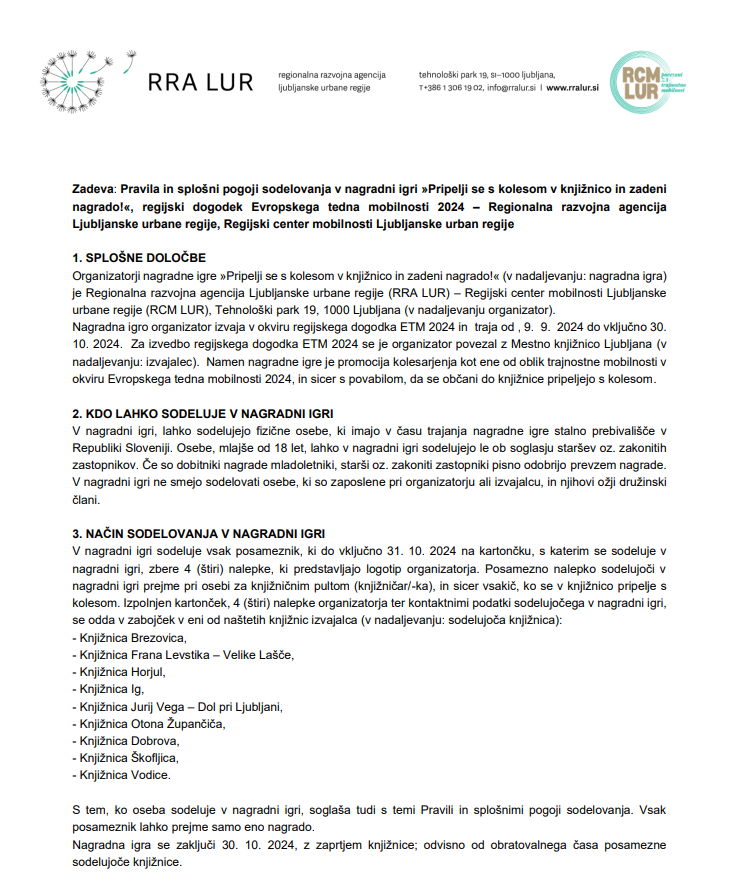 RRA LUR
regionalna razvojna agencija
ljubljanske urbane regije
tehnološki park 19, SI–1000 ljubljana,
T+386 1 306 19 02, info@rralur.si | www.rralur.si
RCM
LUR
Zadeva: Pravila in splošni pogoji sodelovanja v nagradni igri »Pripelji se s kolesom v knjižnico in zadeni
nagrado!«, regijski dogodek Evropskega tedna mobilnosti 2024 – Regionalna razvojna agencija
Ljubljanske urbane regije, Regijski center mobilnosti Ljubljanske urban regije
1. SPLOŠNE DOLOČBE
Organizatorji nagradne igre »Pripelji se s kolesom v knjižnico in zadeni nagrado!« (v nadaljevanju: nagradna igra)
je Regionalna razvojna agencija Ljubljanske urbane regije (RRA LUR) – Regijski center mobilnosti Ljubljanske
urbane regije (RCM LUR), Tehnološki park 19, 1000 Ljubljana (v nadaljevanju organizator).
Nagradna igro organizator izvaja v okviru regijskega dogodka ETM 2024 in traja od , 9. 9. 2024 do vključno 30.
10. 2024. Za izvedbo regijskega dogodka ETM 2024 se je organizator povezal z Mestno knjižnico Ljubljana (v
nadaljevanju: izvajalec). Namen nagradne igre je promocija kolesarjenja kot ene od oblik trajnostne mobilnosti v
okviru Evropskega tedna mobilnosti 2024, in sicer s povabilom, da se občani do knjižnice pripeljejo s kolesom.
2. KDO LAHKO SODELUJE V NAGRADNI IGRI
V nagradni igri, lahko sodelujejo fizične osebe, ki imajo v času trajanja nagradne igre stalno prebivališče v
Republiki Sloveniji. Osebe, mlajše od 18 let, lahko v nagradni igri sodelujejo le ob soglasju staršev oz. zakonitih
zastopnikov. Če so dobitniki nagrade mladoletniki, starši oz. zakoniti zastopniki pisno odobrijo prevzem nagrade.
V nagradni igri ne smejo sodelovati osebe, ki so zaposlene pri organizatorju ali izvajalcu, in njihovi ožji družinski
člani.
3. NAČIN SODELOVANJA V NAGRADNI IGRI
V nagradni igri sodeluje vsak posameznik, ki do vključno 31. 10. 2024 na kartončku, s katerim se sodeluje v
nagradni igri, zbere 4 (štiri) nalepke, ki predstavljajo logotip organizatorja. Posamezno nalepko sodelujoči v
nagradni igri prejme pri osebi za knjižničnim pultom (knjižničar/-ka), in sicer vsakič, ko se v knjižnico pripelje s
kolesom. Izpolnjen kartonček, 4 (štiri) nalepke organizatorja ter kontaktnimi podatki sodelujočega v nagradni igri,
se odda v zabojček v eni od naštetih knjižnic izvajalca (v nadaljevanju: sodelujoča knjižnica):
- Knjižnica Brezovica,
- Knjižnica Frana Levstika – Velike Lašče,
- Knjižnica Horjul,
- Knjižnica Ig,
- Knjižnica Jurij Vega – Dol pri Ljubljani,
- Knjižnica Otona Župančiča,
- Knjižnica Dobrova,
- Knjižnica Škofljica,
- Knjižnica Vodice.
S tem, ko oseba sodeluje v nagradni igri, soglaša tudi s temi Pravili in splošnimi pogoji sodelovanja. Vsak
posameznik lahko prejme samo eno nagrado.
Nagradna igra se zaključi 30. 10. 2024, z zaprtjem knjižnice; odvisno od obratovalnega časa posamezne
sodelujoče knjižnice.